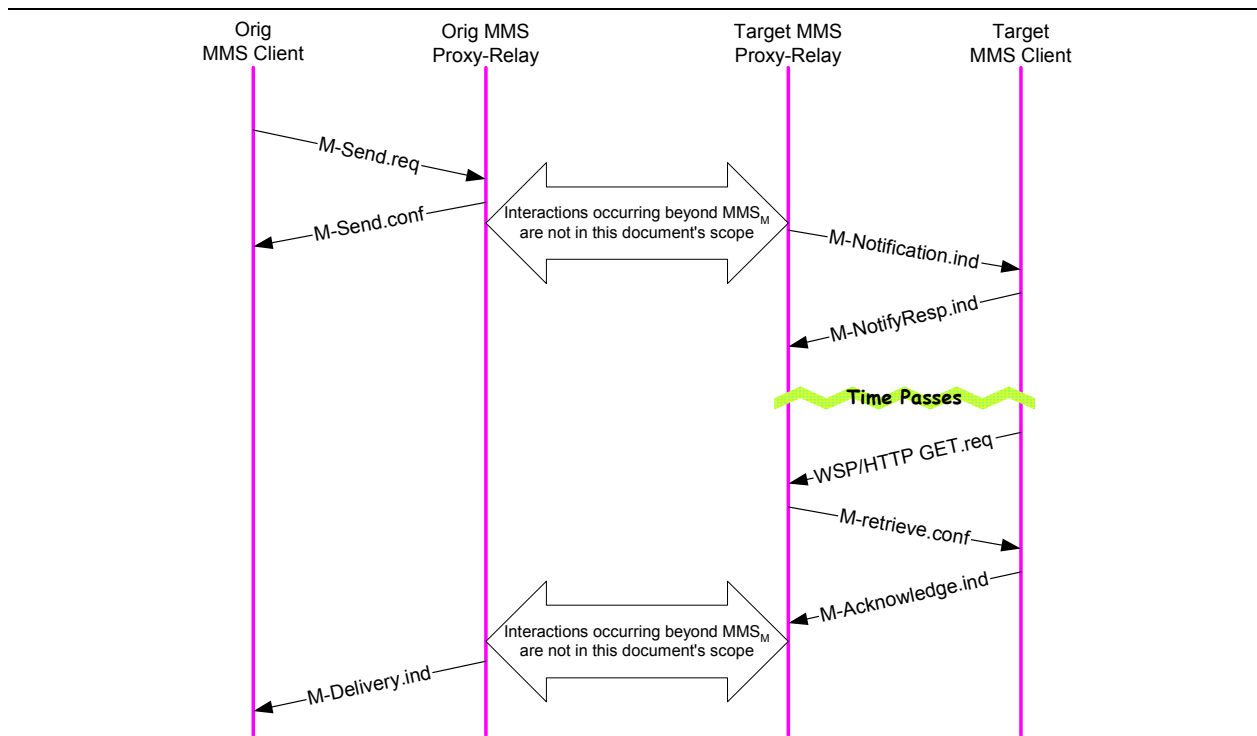 Orig
MMS Client
Orig MMS
Proxy-Relay
Target MMS
Proxy-Relay
Target
MMS Client
M-Send.req
M-Send.conf
Interactions occurring beyond MMSM
are not in this document's scope
M-Notification.ind
M-NotifyResp.ind
Time Passes
WSP/HTTP GET.req
M-retrieve.conf
M-Acknowledge.ind
Interactions occurring beyond MMSM
are not in this document's scope
M-Delivery.ind